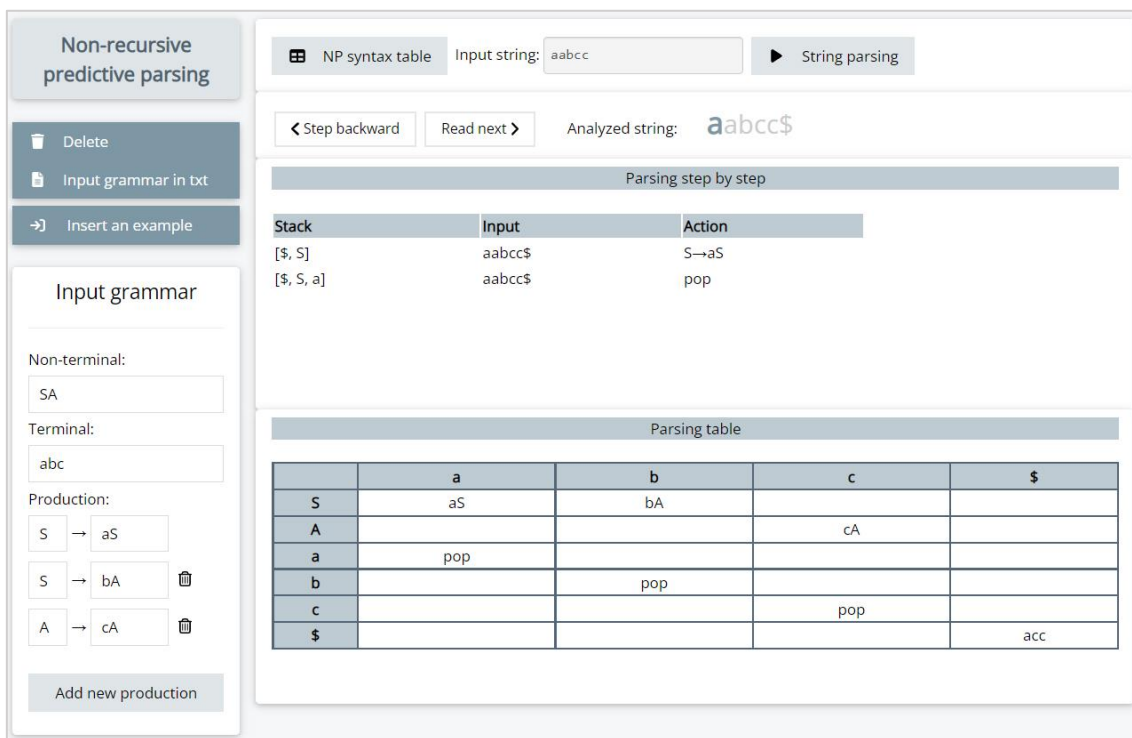 Non-recursive
predictive parsing
Delete
Input grammar in txt
Insert an example
Input grammar
Non-terminal:
SA
Terminal:
abc
Production:
S → aS
S → bA
A → cA
Add new production
NP syntax table Input string: aabcc String parsing
Step backward Read next Analyzed string: aabcc$
Parsing step by step
Stack Input Action
[$, S] aabcc$ S→aS
[$, S, a] aabcc$ pop
Parsing table
a b c $
S aS bA
A cA
a pop
b pop
c pop
$ acc